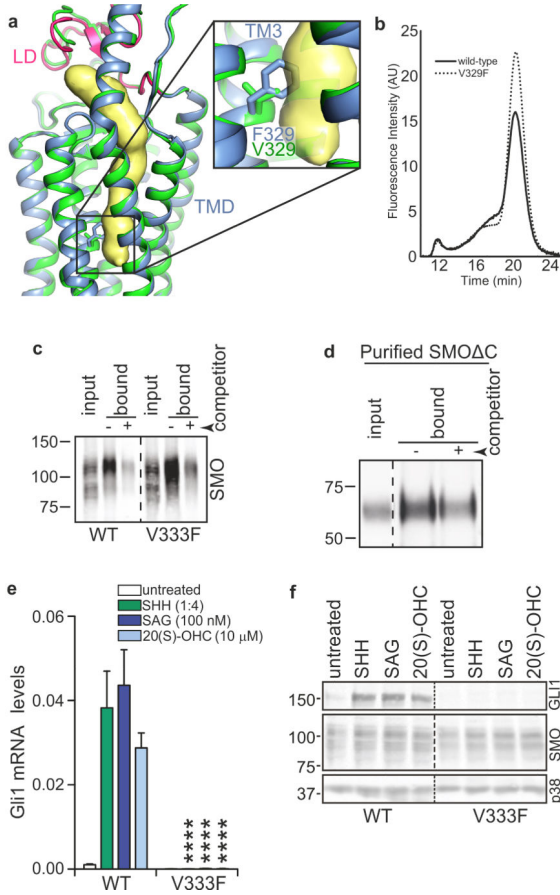 a
LD
TM3
F329
V329
TMD
b
Fluorescence Intensity (AU)
25
20
15
10
5
0
wild-type
V329F
12
16
20
24
Time (min)
c
input
bound
input
bound
competitor
- + - +
150
100
75
SMO
WT V333F
d
Purified SMOΔC
input
bound
competitor
- +
75
50
e
untreated
SHH (1:4)
SAG (100 nM)
20(S)-OHC (10 μM)
Gli1 mRNA levels
0.06
0.04
0.02
0.00
****
****
****
WT V333F
f
untreated
SHH
SAG
20(S)-OHC
untreated
SHH
SAG
20(S)-OHC
150
GLI1
100
SMO
75
37
p38
WT V333F